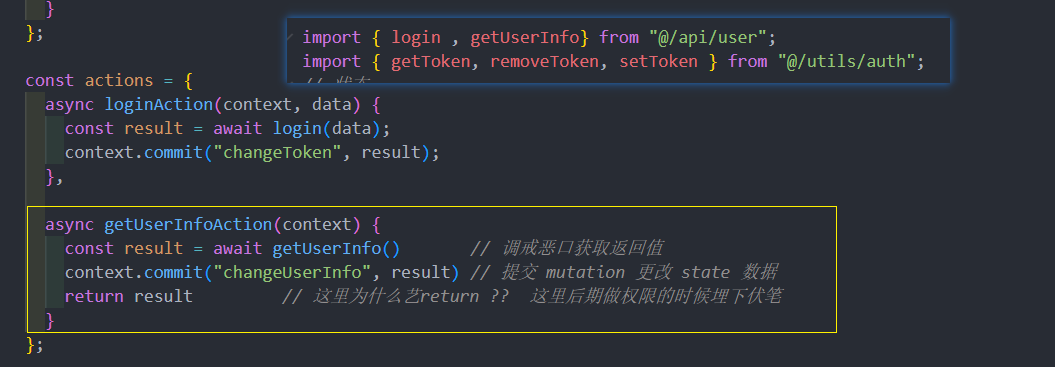 }
};
import { login , getUserInfo} from "@/api/user";
import { getToken, removeToken, setToken } from "@/utils/auth";
const actions = {
async loginAction(context, data) {
const result = await login(data);
context.commit("changeToken", result);
},
async getUserInfoAction(context) {
const result = await getUserInfo() // 调戒恶口获取返回值
context.commit("changeUserInfo", result) // 提交 mutation 更改 state 数据
return result // 这里为什么艺return ?? 这里后期做权限的时候埋下伏笔
}
};